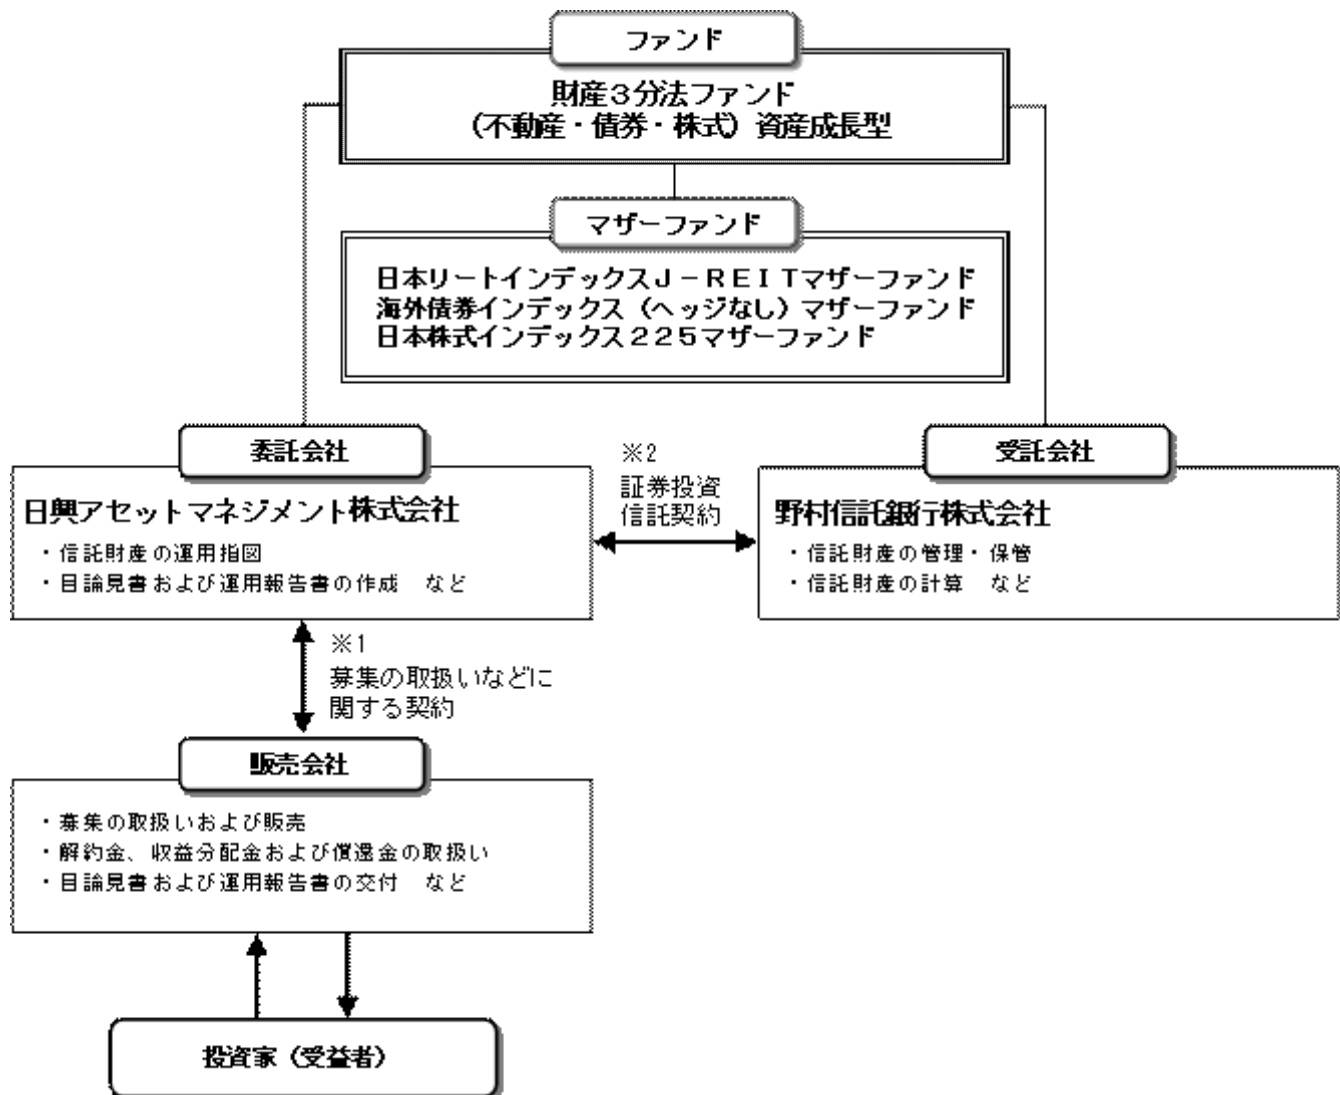 ファンド
財産3分法ファンド
(不動産・債券・株式) 資産成長型
マザーファンド
日本リートインデックスJ-REITマザーファンド
海外債券インデックス (ヘッジなし) マザーファンド
日本株式インデックス225マザーファンド
委託会社
日興アセットマネジメント株式会社
・信託財産の運用指図
・目論見書および運用報告書の作成 など
※2
証券投資
信託契約
受託会社
野村信託銀行株式会社
・信託財産の管理・保管
・信託財産の計算 など
※1
募集の取扱いなどに
関する契約
販売会社
・募集の取扱いおよび販売
・解約金、収益分配金および償還金の取扱い
・目論見書および運用報告書の交付 など
投資家 (受益者)